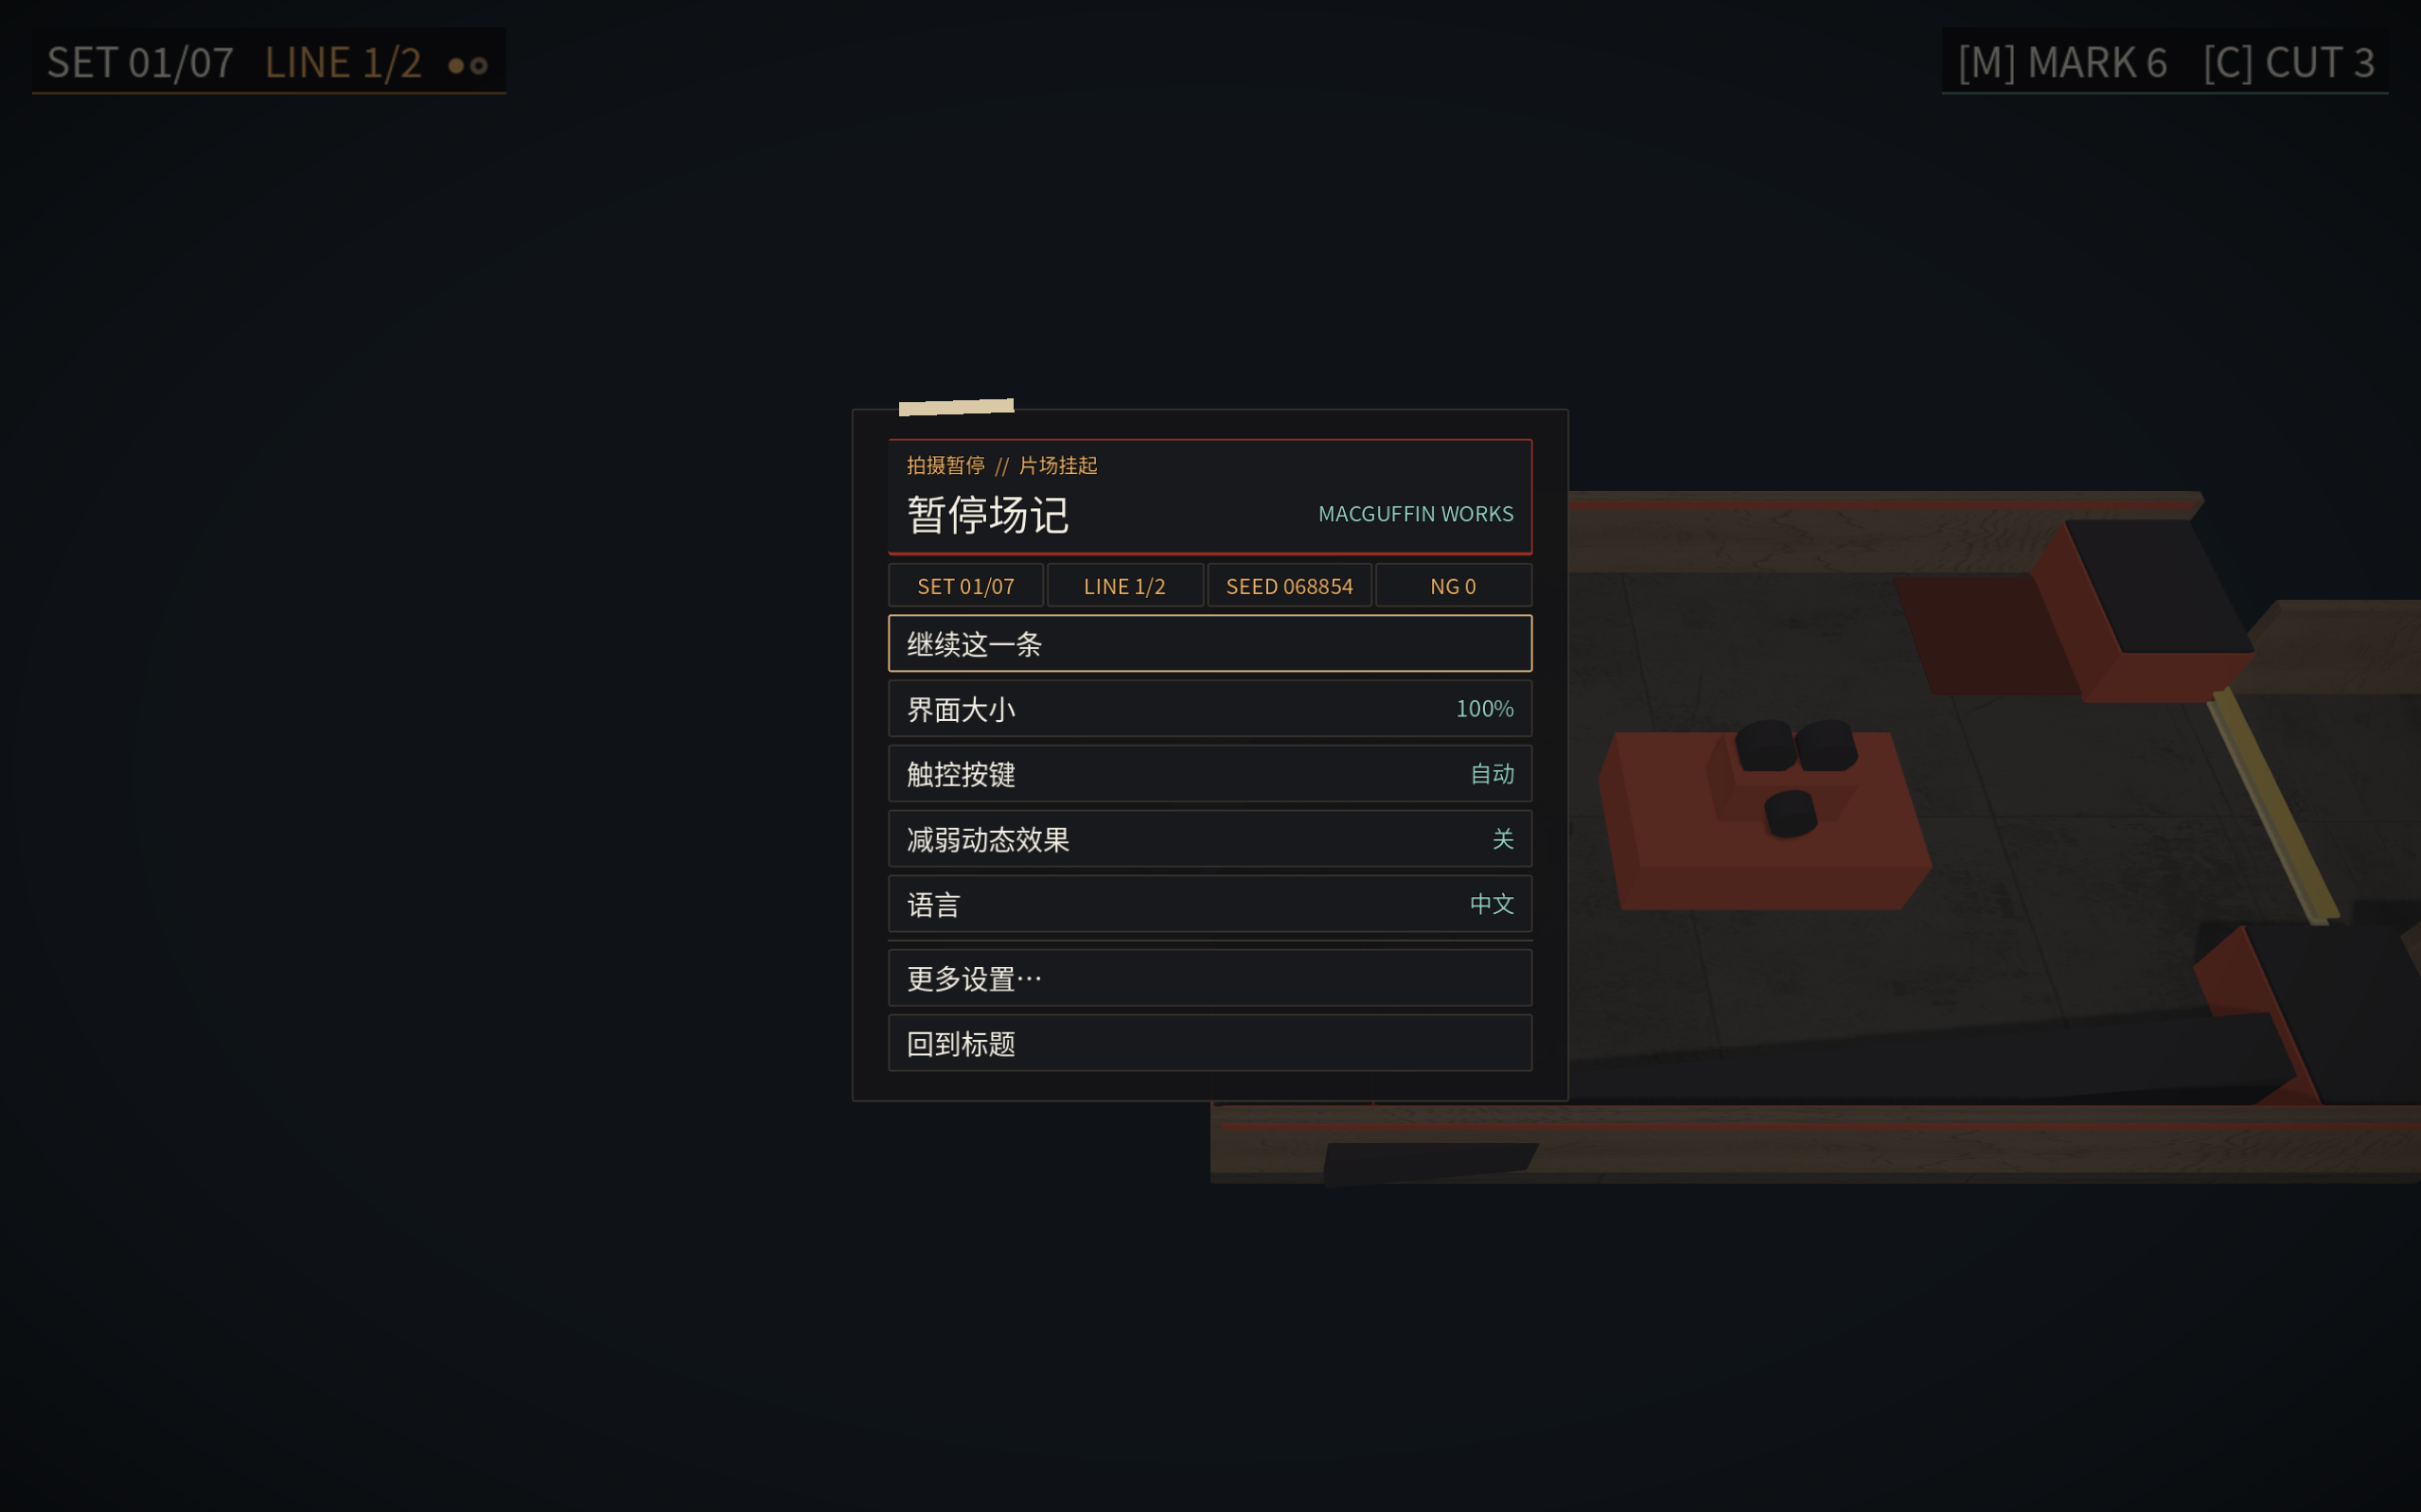 SET 01/07 LINE 1/2
[M] MARK 6 [C] CUT 3
拍摄暂停 // 片场挂起
暂停场记 MACGUFFIN WORKS
SET 01/07 LINE 1/2 SEED 068854 NG 0
继续这一条
界面大小 100%
触控按键 自动
减弱动态效果 关
语言 中文
更多设置…
回到标题